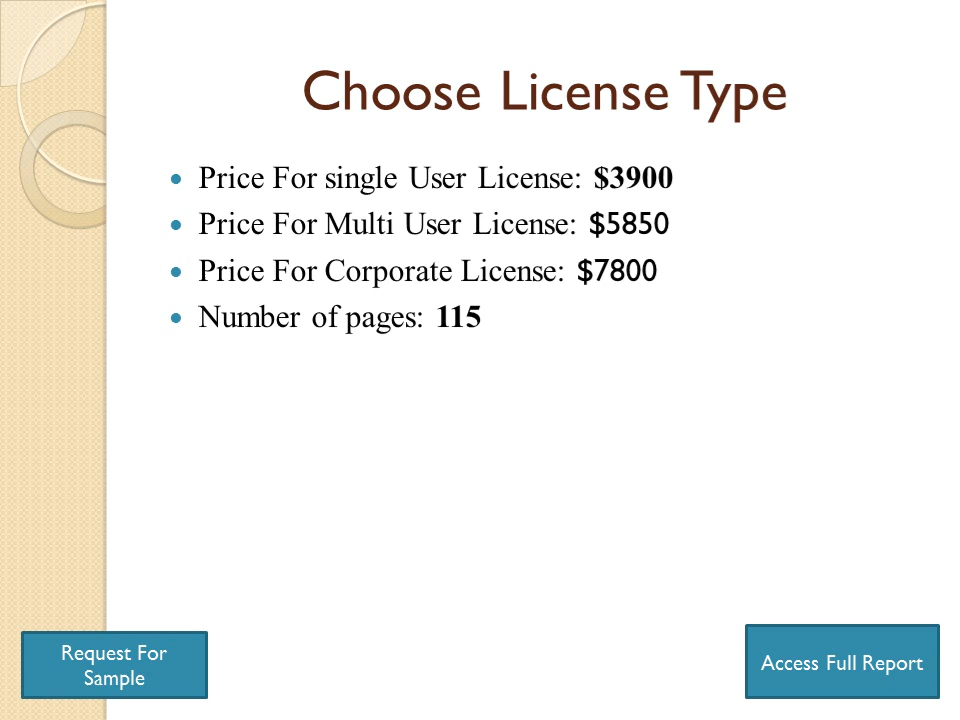 Choose License Type
Price For single User License: $3900
Price For Multi User License: $5850
Price For Corporate License: $7800
Number of pages: 115
Request For
Sample
Access Full Report